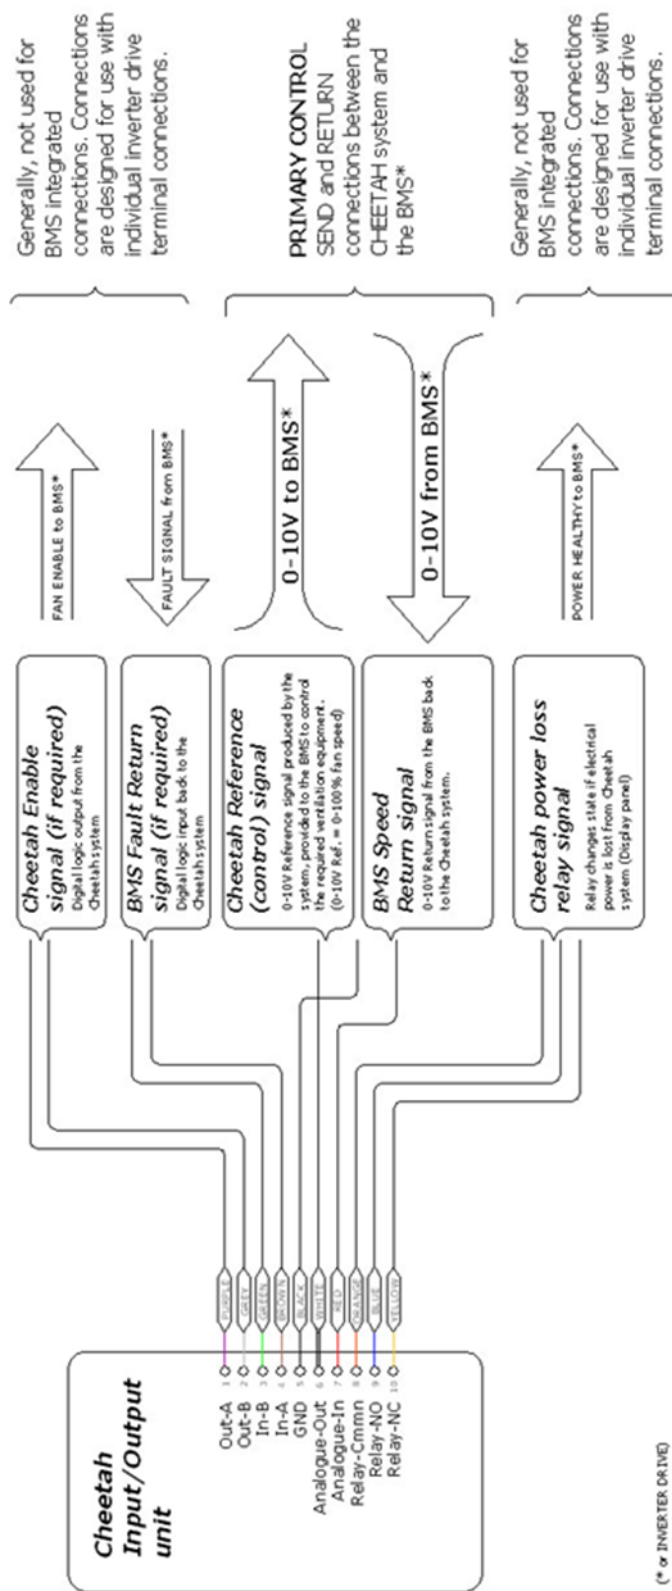 Cheetah
Input/Output
unit
Out-A
Out-B
In-B
In-A
GND
Analogue-Out
Analogue-In
Relay-Cmmn
Relay-NO
Relay-NC
1
2
3
4
5
6
7
8
9
10
PURPLE
GREY
GREEN
BROWN
BLACK
WHITE
RED
ORANGE
BLUE
YELLOW
Cheetah Enable
signal (if required)
Digital logic output from the
Cheetah system
BMS Fault Return
signal (if required)
Digital logic input back to the
Cheetah system
Cheetah Reference
(control) signal
0-10V Reference signal produced by the
system, provided to the BMS to control
the required ventilation equipment.
(0-10V Ref. = 0-100% fan speed)
BMS Speed
Return signal
0-10V Return signal from the BMS back
to the Cheetah system.
Cheetah power loss
relay signal
Relay changes state if electrical
power is lost from Cheetah
system (Display panel)
FAN ENABLE to BMS*
FAULT SIGNAL from BMS*
0-10V to BMS*
0-10V from BMS*
POWER HEALTHY to BMS*
Generally, not used for
BMS integrated
connections. Connections
are designed for use with
individual inverter drive
terminal connections.
PRIMARY CONTROL
SEND and RETURN
connections between the
CHEETAH system and
the BMS*
Generally, not used for
BMS integrated
connections. Connections
are designed for use with
individual inverter drive
terminal connections.
(* or INVERTER DRIVE)